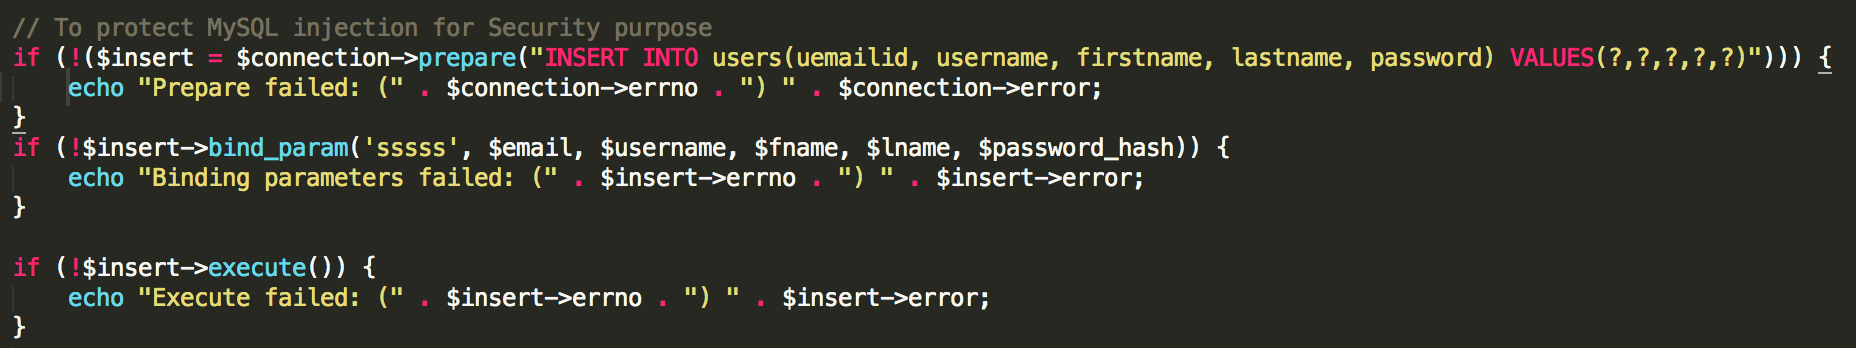 // To protect MySQL injection for Security purpose
if (!($insert = $connection->prepare("INSERT INTO users(uemailid, username, firstname, lastname, password) VALUES(?,?,?,?,?)"))) {
    echo "Prepare failed: (" . $connection->errno . ") " . $connection->error;
}
if (!$insert->bind_param('sssss', $email, $username, $fname, $lname, $password_hash)) {
    echo "Binding parameters failed: (" . $insert->errno . ") " . $insert->error;
}

if (!$insert->execute()) {
    echo "Execute failed: (" . $insert->errno . ") " . $insert->error;
}